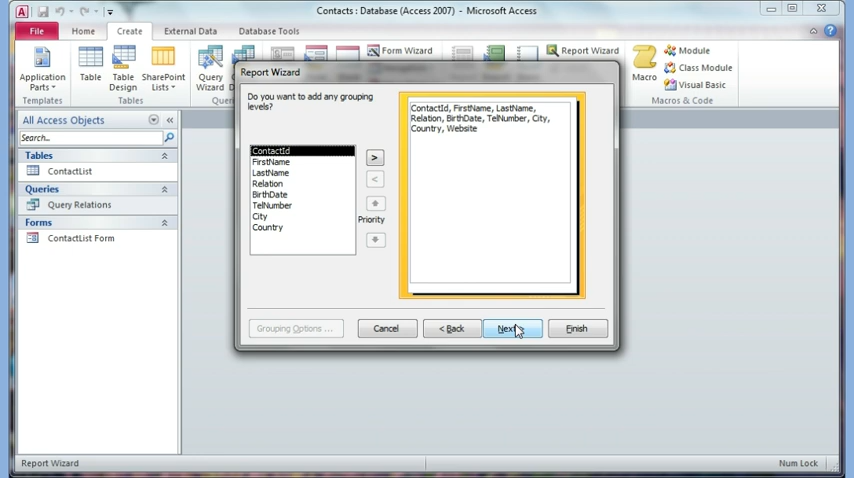 Contacts : Database (Access 2007) - Microsoft Access
File Home Create External Data Database Tools
Form Wizard
Report Wizard
Module
Class Module
Visual Basic
Application Parts
Table
Table Design
SharePoint Lists
Query Wizard
Macro
Templates
Tables
Macros & Code
All Access Objects
Search...
Tables
ContactList
Queries
Query Relations
Forms
ContactList Form
Report Wizard
Do you want to add any grouping
levels?
ContactId
FirstName
LastName
Relation
BirthDate
TelNumber
City
Country
>
<
Priority
ContactId, FirstName, LastName,
Relation, BirthDate, TelNumber, City,
Country, Website
Grouping Options ...
Cancel
< Back
Next >
Finish
Report Wizard
Num Lock